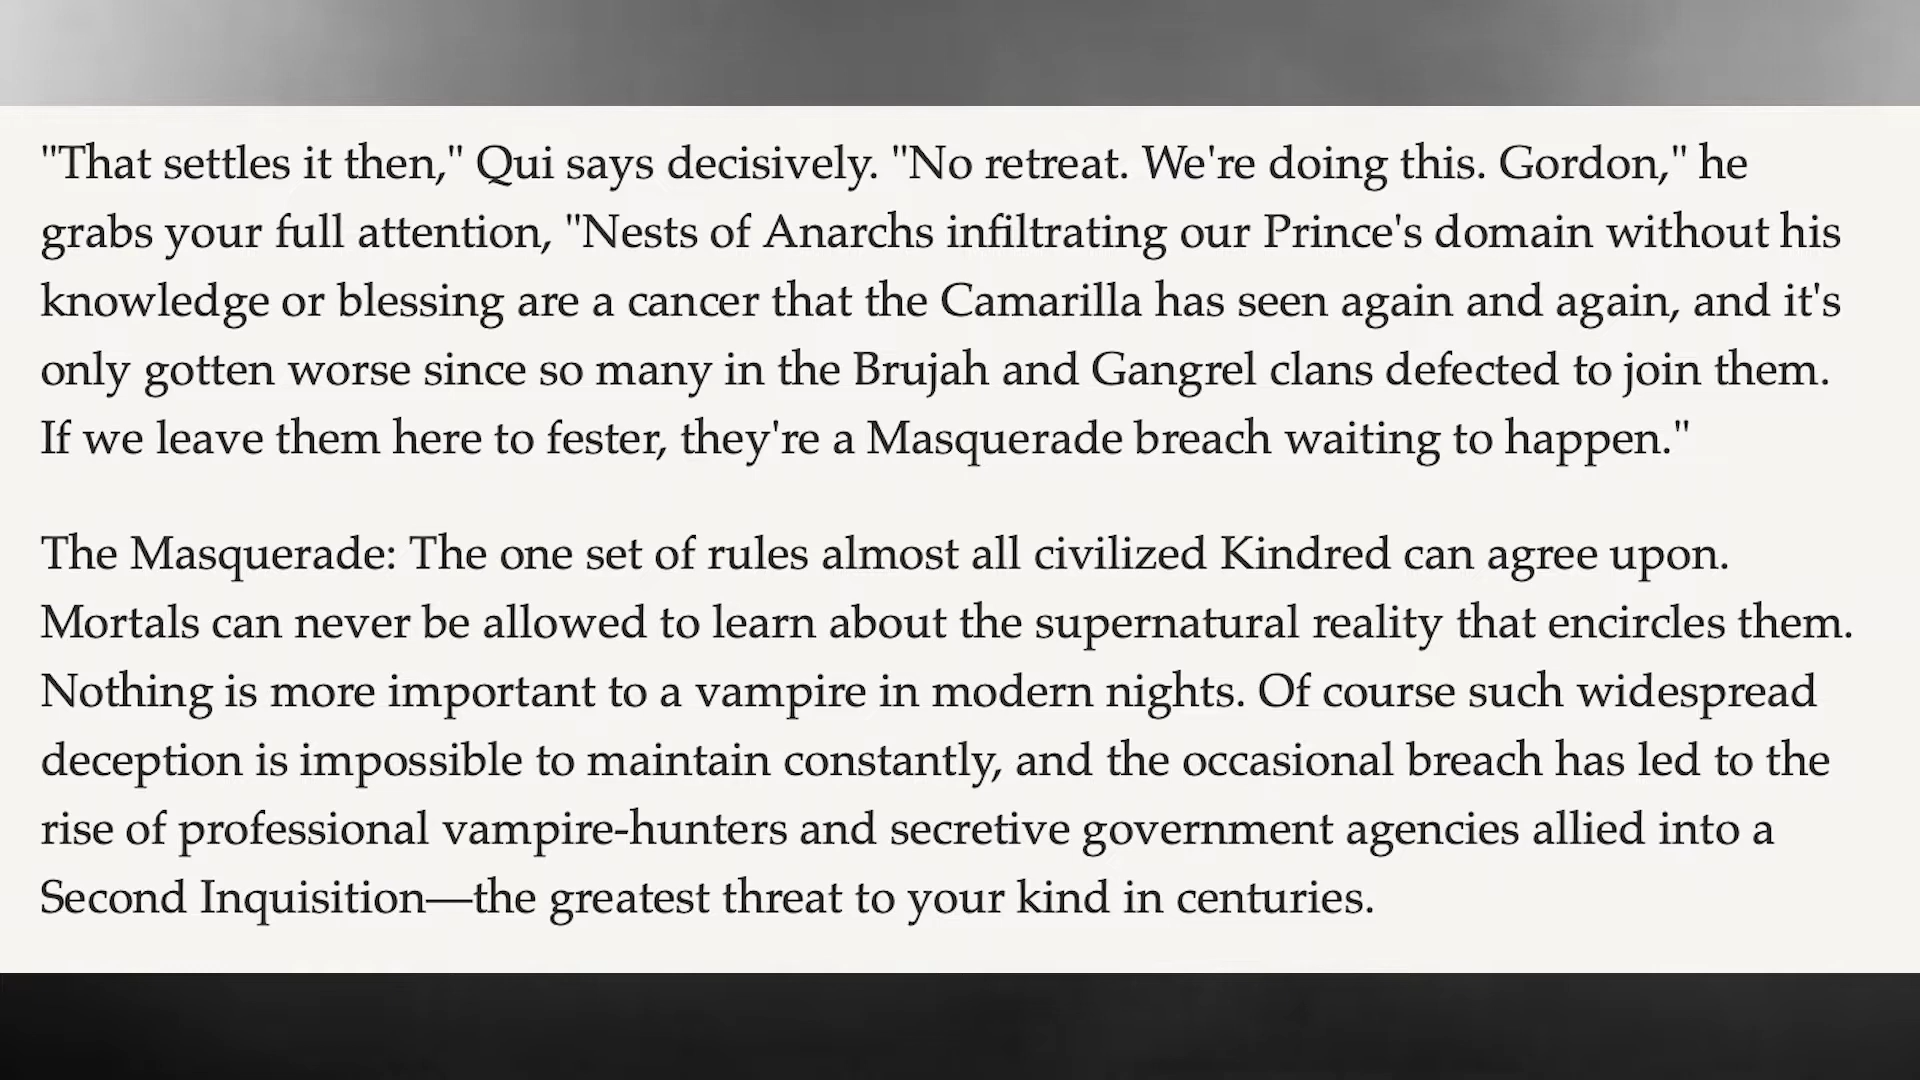 "That settles it then," Qui says decisively. "No retreat. We're doing this. Gordon," he
grabs your full attention, "Nests of Anarchs infiltrating our Prince's domain without his
knowledge or blessing are a cancer that the Camarilla has seen again and again, and it's
only gotten worse since so many in the Brujah and Gangrel clans defected to join them.
If we leave them here to fester, they're a Masquerade breach waiting to happen."
The Masquerade: The one set of rules almost all civilized Kindred can agree upon.
Mortals can never be allowed to learn about the supernatural reality that encircles them.
Nothing is more important to a vampire in modern nights. Of course such widespread
deception is impossible to maintain constantly, and the occasional breach has led to the
rise of professional vampire-hunters and secretive government agencies allied into a
Second Inquisition—the greatest threat to your kind in centuries.